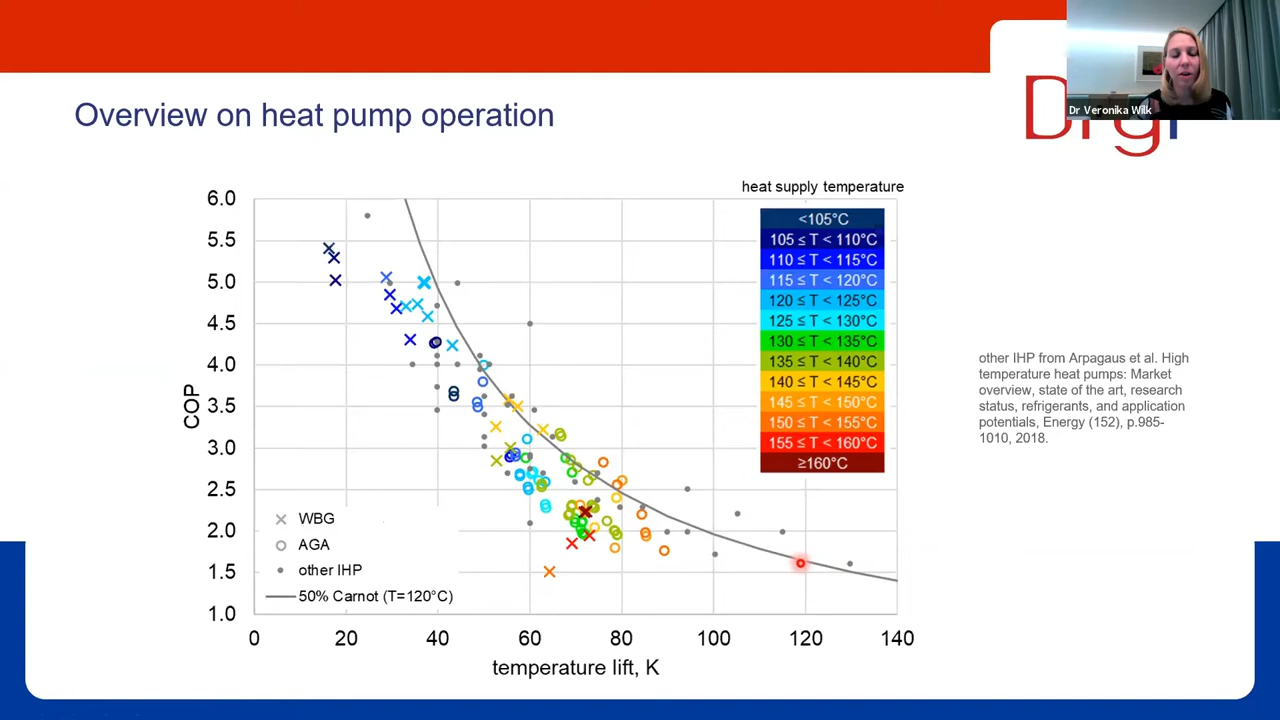 Dr Veronika Wilk
Overview on heat pump operation
heat supply temperature
<105°C
105 ≤ T < 110°C
110 ≤ T < 115°C
115 ≤ T < 120°C
120 ≤ T < 125°C
125 ≤ T < 130°C
130 ≤ T < 135°C
135 ≤ T < 140°C
140 ≤ T < 145°C
145 ≤ T < 150°C
150 ≤ T < 155°C
155 ≤ T < 160°C
≥160°C
COP
6.0
5.5
5.0
4.5
4.0
3.5
3.0
2.5
2.0
1.5
1.0
WBG
AGA
other IHP
50% Carnot (T=120°C)
0 20 40 60 80 100 120 140
temperature lift, K
other IHP from Arpagaus et al. High
temperature heat pumps: Market
overview, state of the art, research
status, refrigerants, and application
potentials, Energy (152), p.985-
1010, 2018.